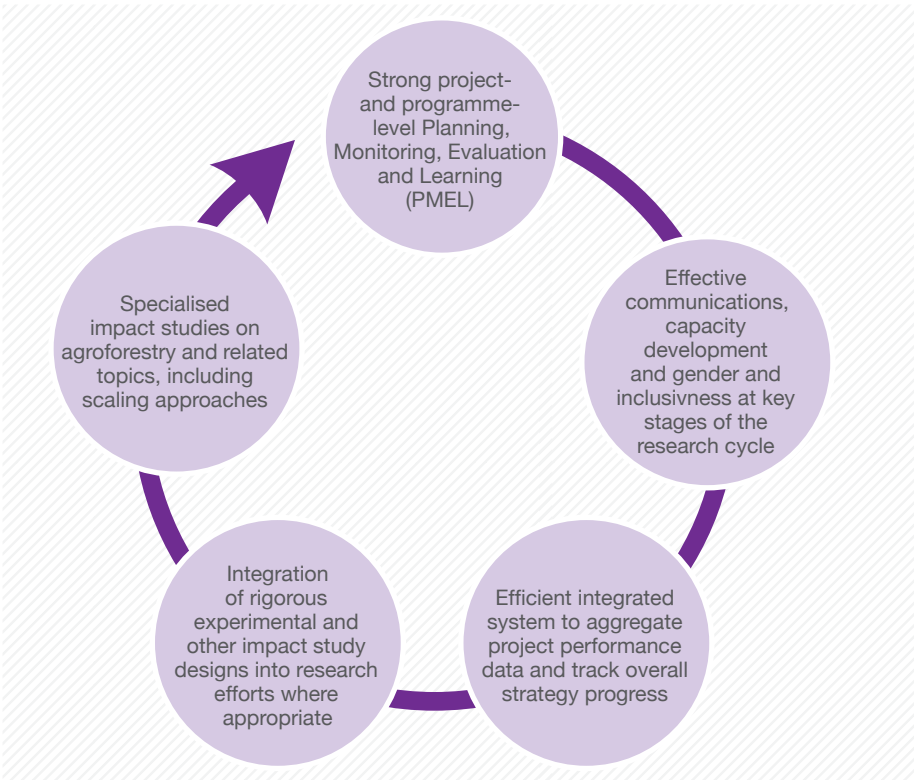 Strong project-
and programme-
level Planning,
Monitoring, Evaluation
and Learning
(PMEL)
Effective
communications,
capacity
development
and gender and
inclusivness at key
stages of the
research cycle
Efficient integrated
system to aggregate
project performance
data and track overall
strategy progress
Integration
of rigorous
experimental and
other impact study
designs into research
efforts where
appropriate
Specialised
impact studies on
agroforestry and related
topics, including
scaling approaches